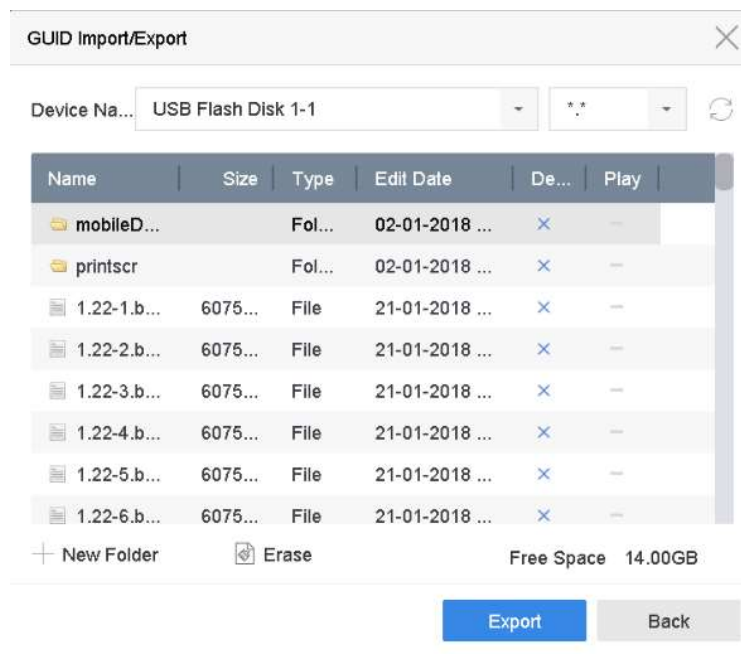 GUID Import/Export
Device Na... USB Flash Disk 1-1 *.*
Name Size Type Edit Date De... Play
mobileD... Fol... 02-01-2018 ...
printscr Fol... 02-01-2018 ...
1.22-1.b... 6075... File 21-01-2018 ...
1.22-2.b... 6075... File 21-01-2018 ...
1.22-3.b... 6075... File 21-01-2018 ...
1.22-4.b... 6075... File 21-01-2018 ...
1.22-5.b... 6075... File 21-01-2018 ...
1.22-6.b... 6075... File 21-01-2018 ...
New Folder Erase Free Space 14.00GB
Export Back